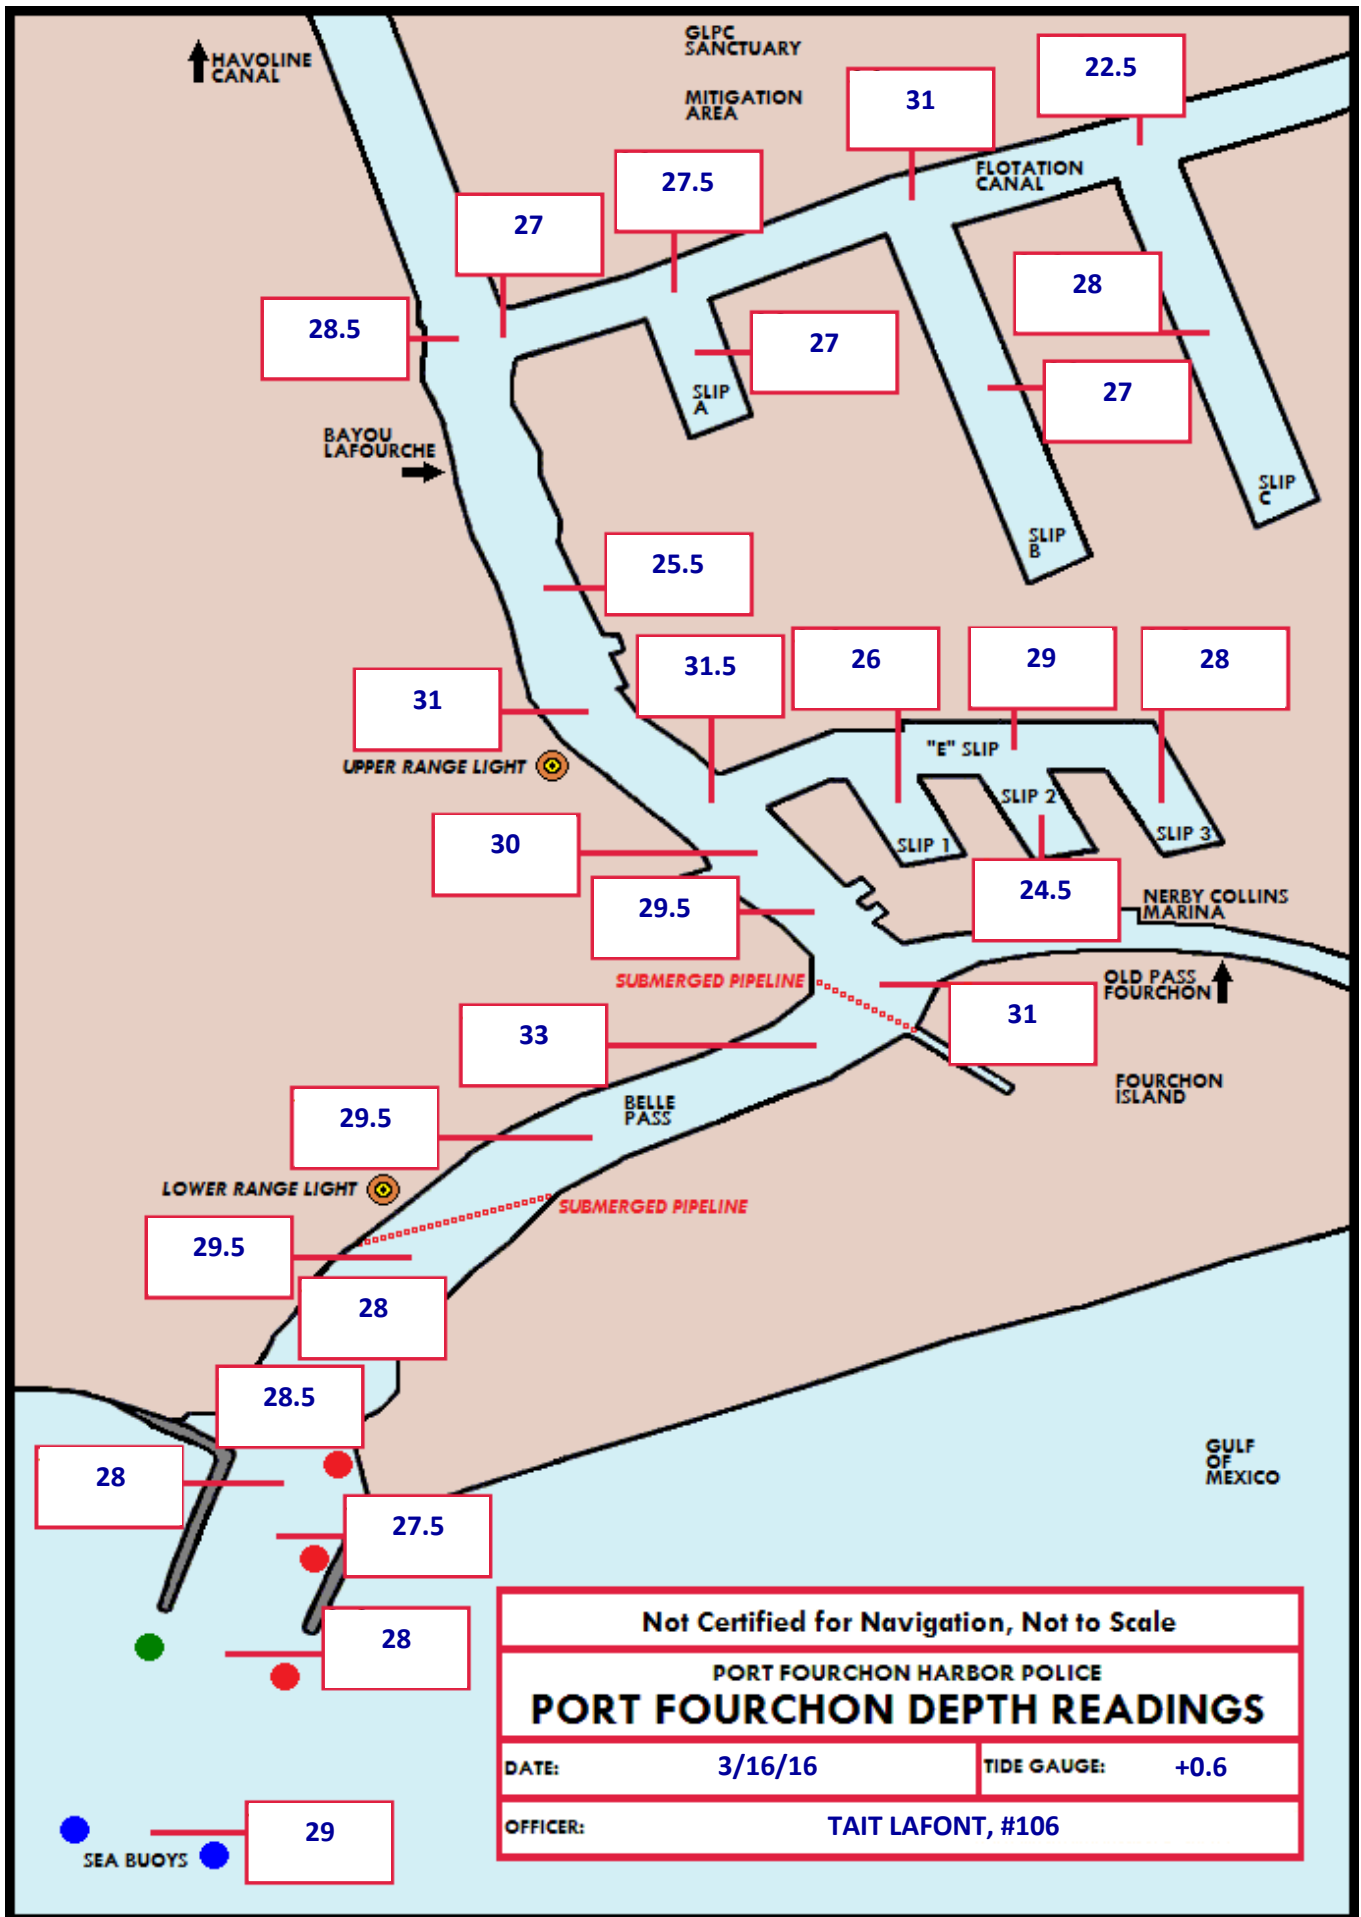 GLPC
SANCTUARY
HAVOLINE
CANAL
22.5
31
MITIGATION
AREA
FLOTATION
CANAL
27.5
27
28
28.5
27
27
SLIP
A
BAYOU
LAFOURCHE
SLIP
C
SLIP
B
25.5
31.5
26
29
28
31
"E" SLIP
UPPER RANGE LIGHT
SLIP 2
SLIP 1
SLIP 3
30
24.5
29.5
NERBY COLLINS
MARINA
SUBMERGED PIPELINE
OLD PASS
FOURCHON
31
33
FOURCHON
ISLAND
BELLE
PASS
29.5
LOWER RANGE LIGHT
SUBMERGED PIPELINE
29.5
28
28.5
GULF
OF
MEXICO
28
27.5
28
Not Certified for Navigation, Not to Scale
PORT FOURCHON HARBOR POLICE
PORT FOURCHON DEPTH READINGS
DATE: 3/16/16 TIDE GAUGE: +0.6
OFFICER: TAIT LAFONT, #106
29
SEA BUOYS